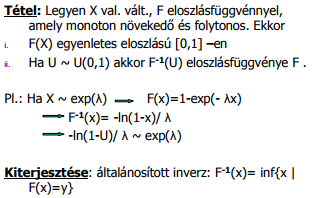 Tétel: Legyen X val. vált., F eloszlásfüggvénnyel,
amely monoton növekedő és folytonos. Ekkor
i. F(X) egyenletes eloszlású [0,1] –en
ii. Ha U ~ U(0,1) akkor F⁻¹(U) eloszlásfüggvénye F .
Pl.: Ha X ~ exp(λ) ⟹ F(x)=1-exp(- λx)
⟹ F⁻¹(x)= -ln(1-x)/ λ
⟹ -ln(1-U)/ λ ~ exp(λ)
Kiterjesztése: általánosított inverz: F⁻¹(x)= inf{x |
F(x)=y}